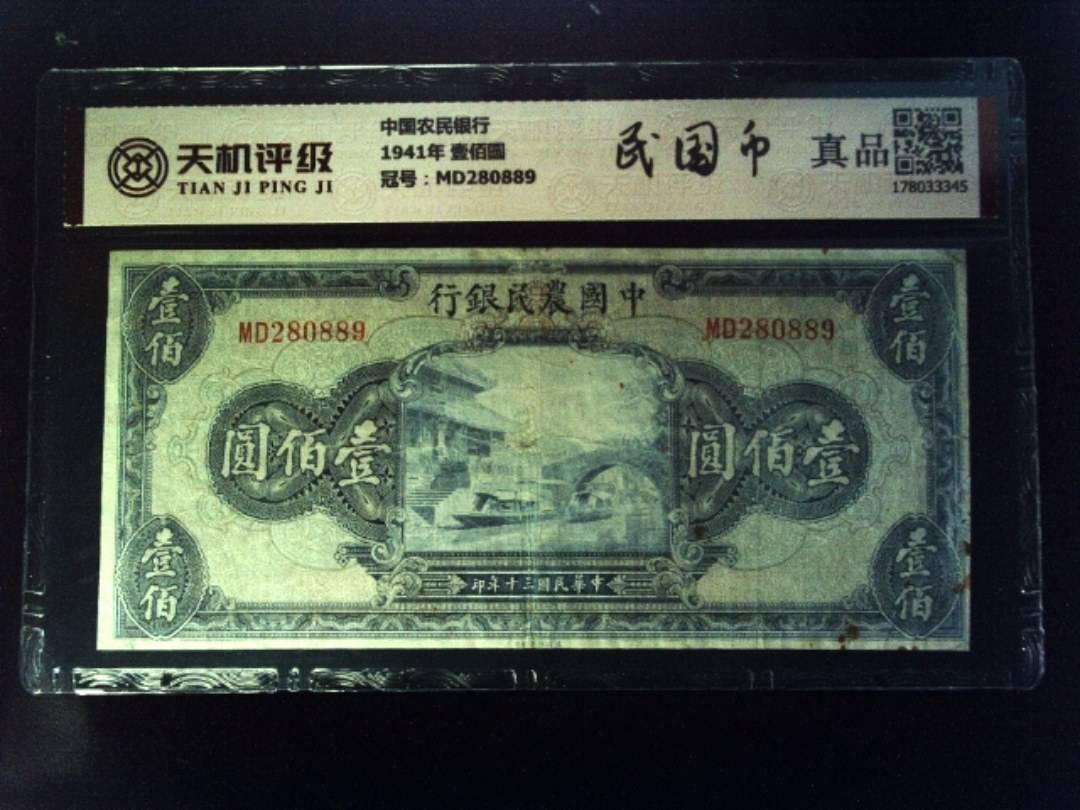 天机评级
TIAN JI PING JI
中国农民银行
1941年 壹佰圆
冠号：MD280889
民国币
真品
178033345
行銀民農國中
壹佰
壹佰
MD280889
MD280889
圓佰壹
圓佰壹
印年十三國民華中
壹佰
壹佰